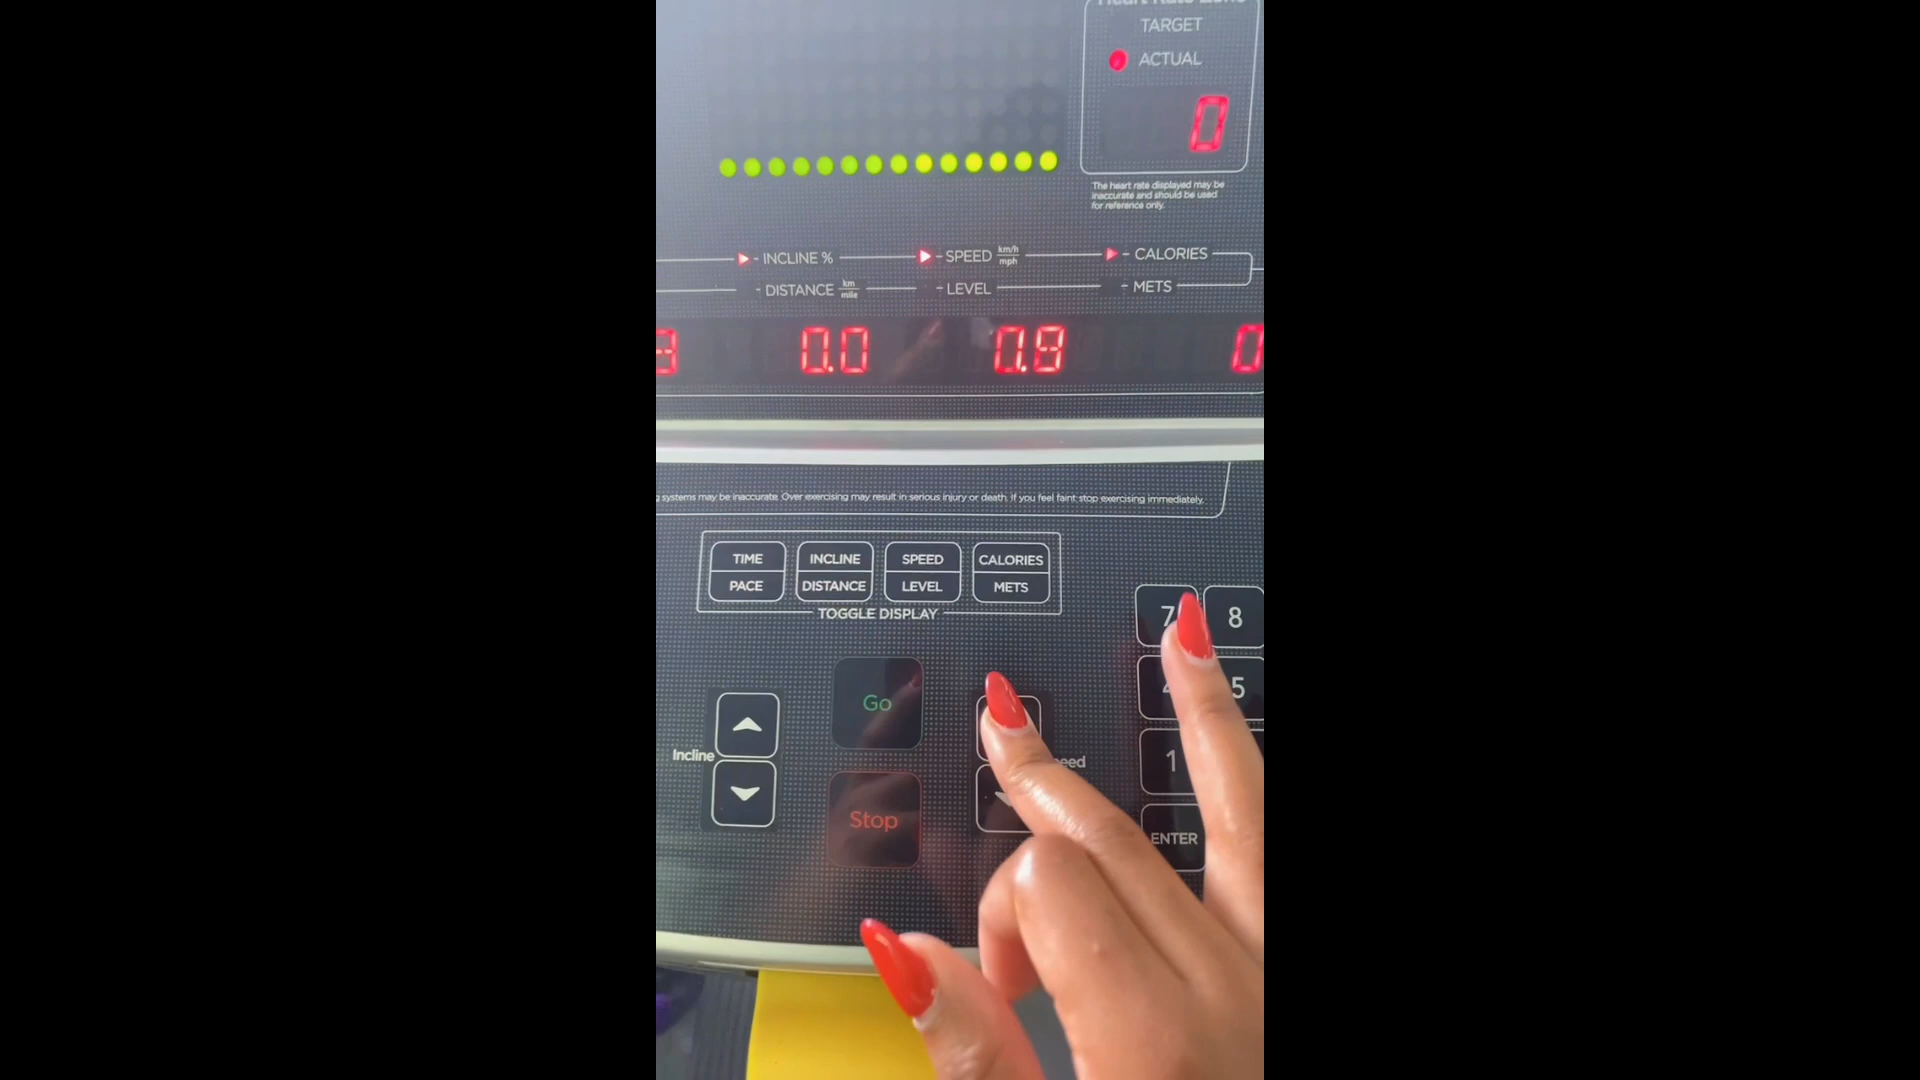 TARGET
ACTUAL
0
The heart rate displayed may be
inaccurate and should be used
for reference only.
- INCLINE % - SPEED km/h mph - CALORIES
- DISTANCE km mile - LEVEL - METS
0.0 0.9 0
systems may be inaccurate. Over exercising may result in serious injury or death. If you feel faint stop exercising immediately.
TIME INCLINE SPEED CALORIES
PACE DISTANCE LEVEL METS
TOGGLE DISPLAY
7 8
Go
5
Incline
1
Stop
ENTER